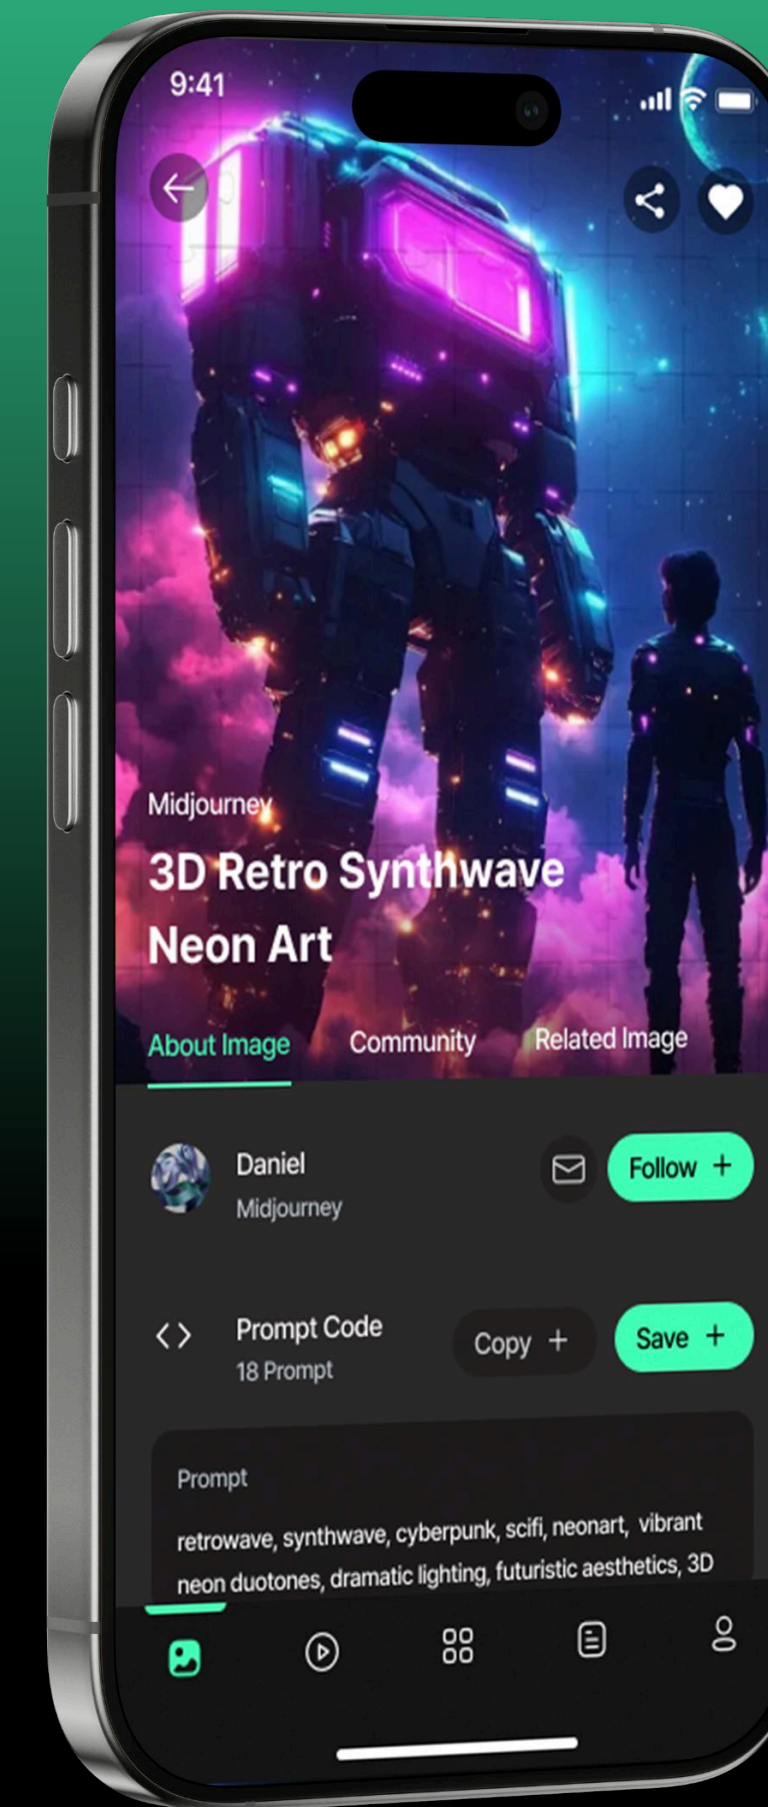 9:41
Midjourney
3D Retro Synthwave
Neon Art
About Image Community Related Image
Daniel
Midjourney
Follow +
Prompt Code
18 Prompt
Copy +
Save +
Prompt
retrowave, synthwave, cyberpunk, scifi, neonart, vibrant
neon duotones, dramatic lighting, futuristic aesthetics, 3D